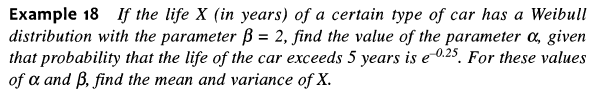 Example 18 If the life X (in years) of a certain type of car has a Weibull
distribution with the parameter β = 2, find the value of the parameter α, given
that probability that the life of the car exceeds 5 years is e⁻⁰·²⁵. For these values
of α and β, find the mean and variance of X.